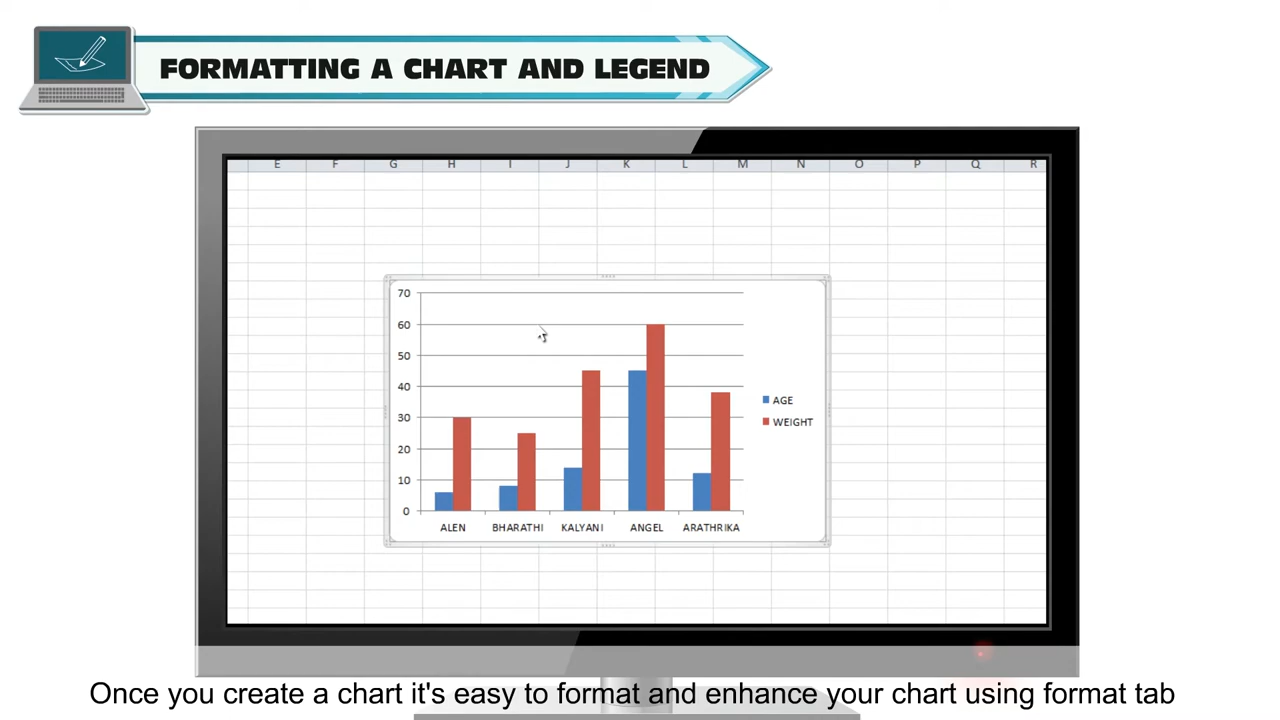 FORMATTING A CHART AND LEGEND
E F G H I J K L M N O P Q R
70
60
50
40
30
20
10
0
AGE
WEIGHT
ALEN BHARATHI KALYANI ANGEL ARATHRIKA
Once you create a chart it's easy to format and enhance your chart using format tab